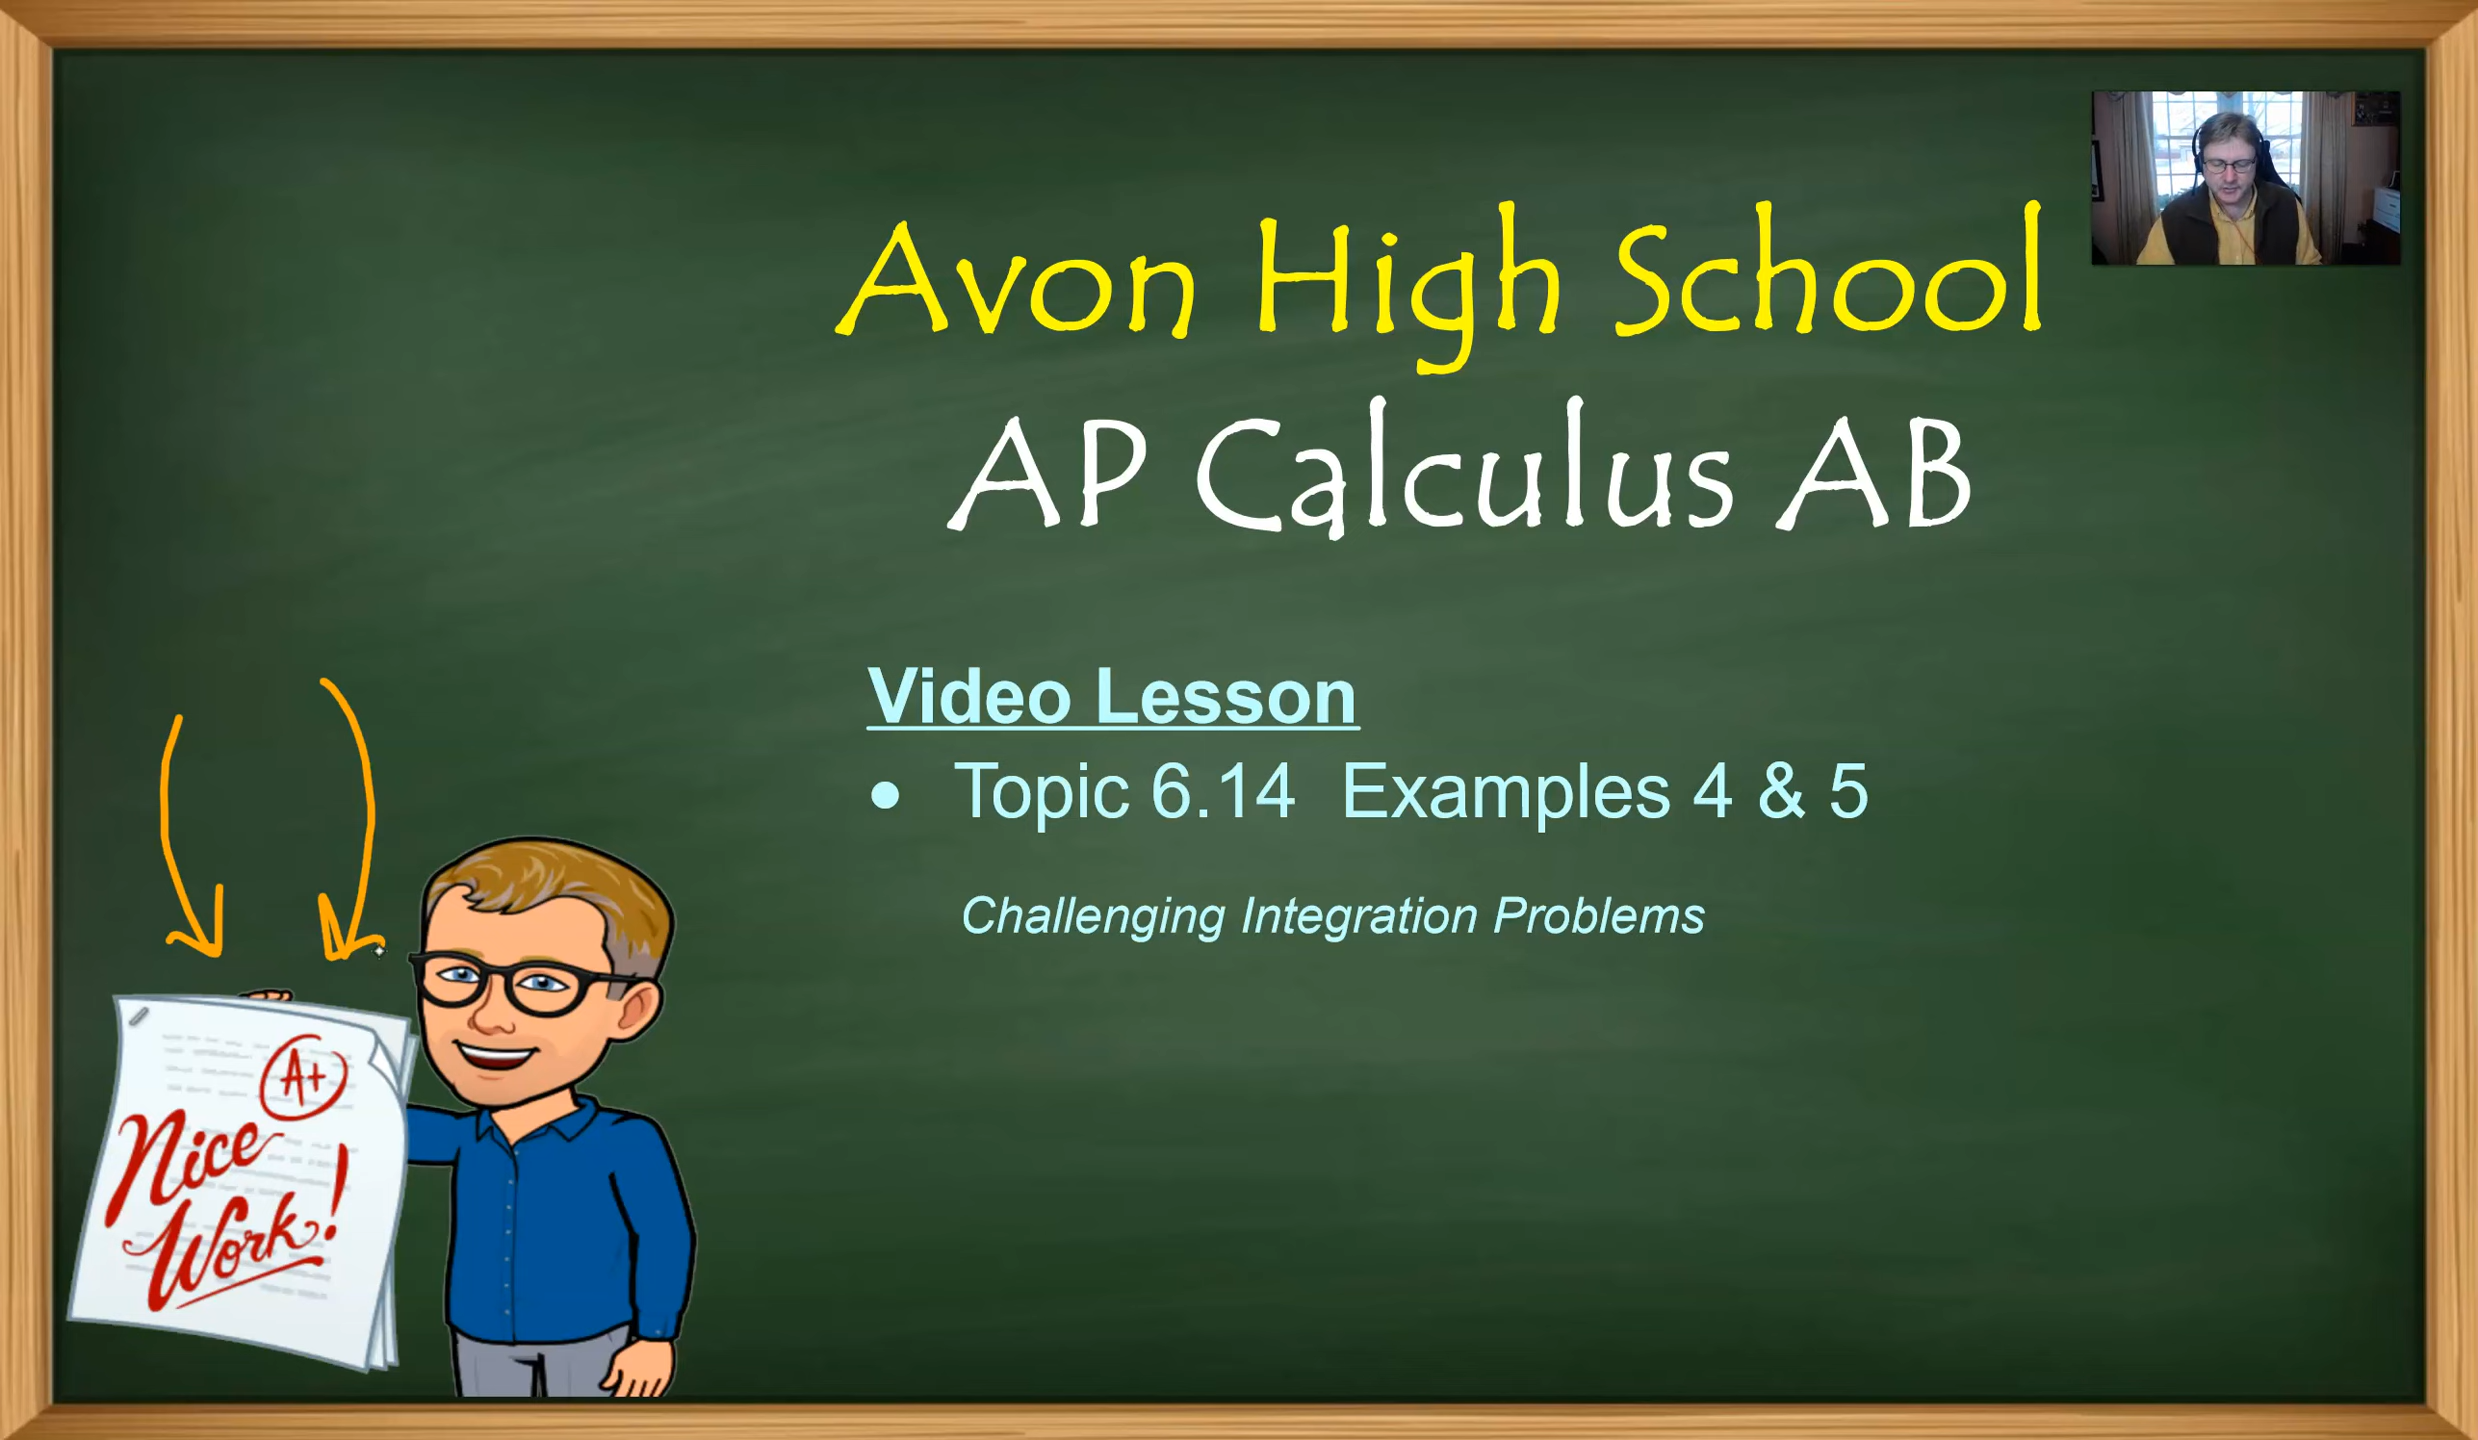 Avon High School
AP Calculus AB
Video Lesson
• Topic 6.14 Examples 4 & 5
Challenging Integration Problems
A+
Nice
Work!